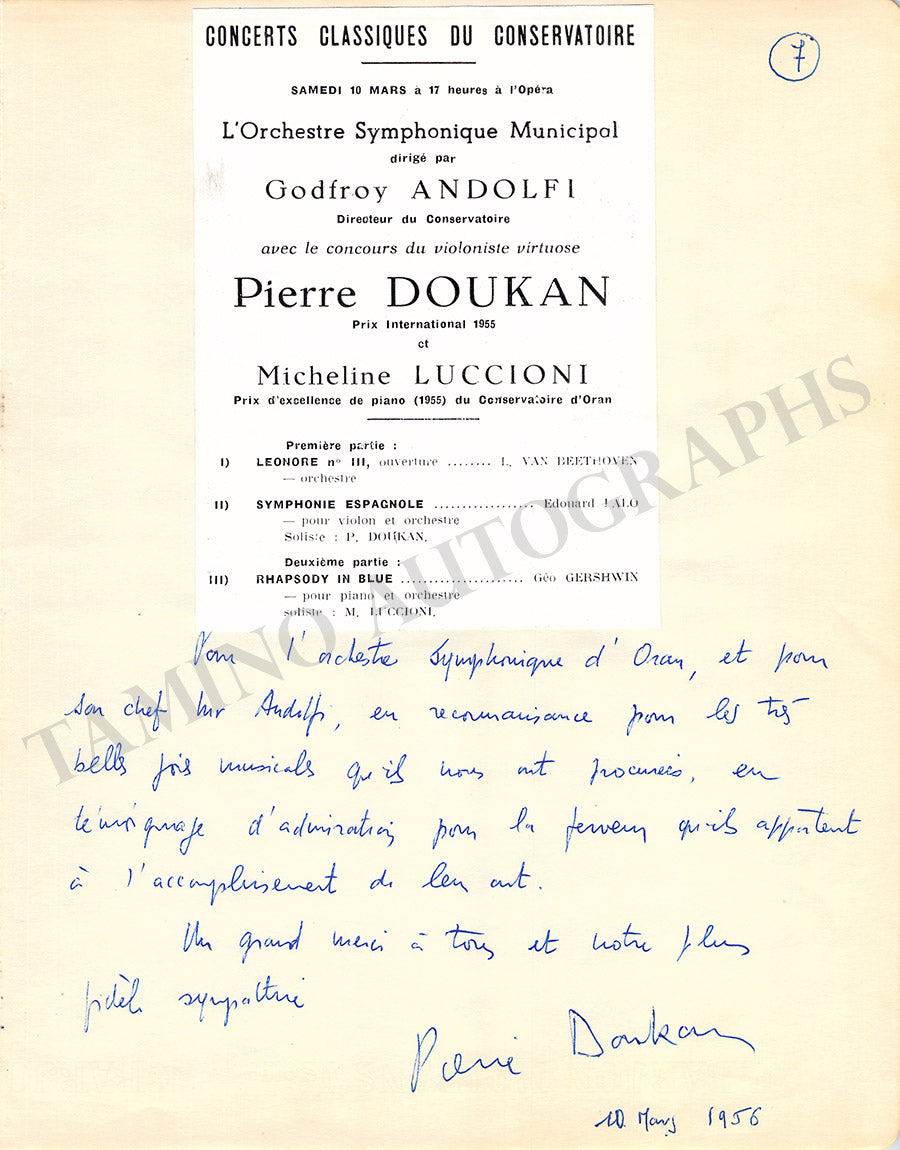 CONCERTS CLASSIQUES DU CONSERVATOIRE
7
SAMEDI 10 MARS à 17 heures à l'Opéra
L'Orchestre Symphonique Municipal
dirigé par
Godfroy ANDOLFI
Directeur du Conservatoire
avec le concours du violoniste virtuose
Pierre DOUKAN
Prix International 1955
et
Micheline LUCCIONI
Prix d'excellence de piano (1955) du Conservatoire d'Oran
Première partie :
I) LEONORE nº III, ouverture ........ L. VAN BEETHOVEN
— orchestre
II) SYMPHONIE ESPAGNOLE .................. Edouard LALO
— pour violon et orchestre
Soliste : P. DOUKAN.
Deuxième partie :
III) RHAPSODY IN BLUE ...................... Géo GERSHWIN
— pour piano et orchestre
soliste : M. LUCCIONI.
TAMINO AUTOGRAPHS
Pour l'orchestre Symphonique d'Oran, et pour
son chef Mr Andolfi, en reconnaissance pour les très
belles joies musicales qu'ils nous ont procurées, en
témoignage d'admiration pour la ferveur qu'ils apportent
à l'accomplissement de leur art.
Un grand merci à tous et notre plus
fidèle sympathie
Pierre Doukan
10 Mars 1956